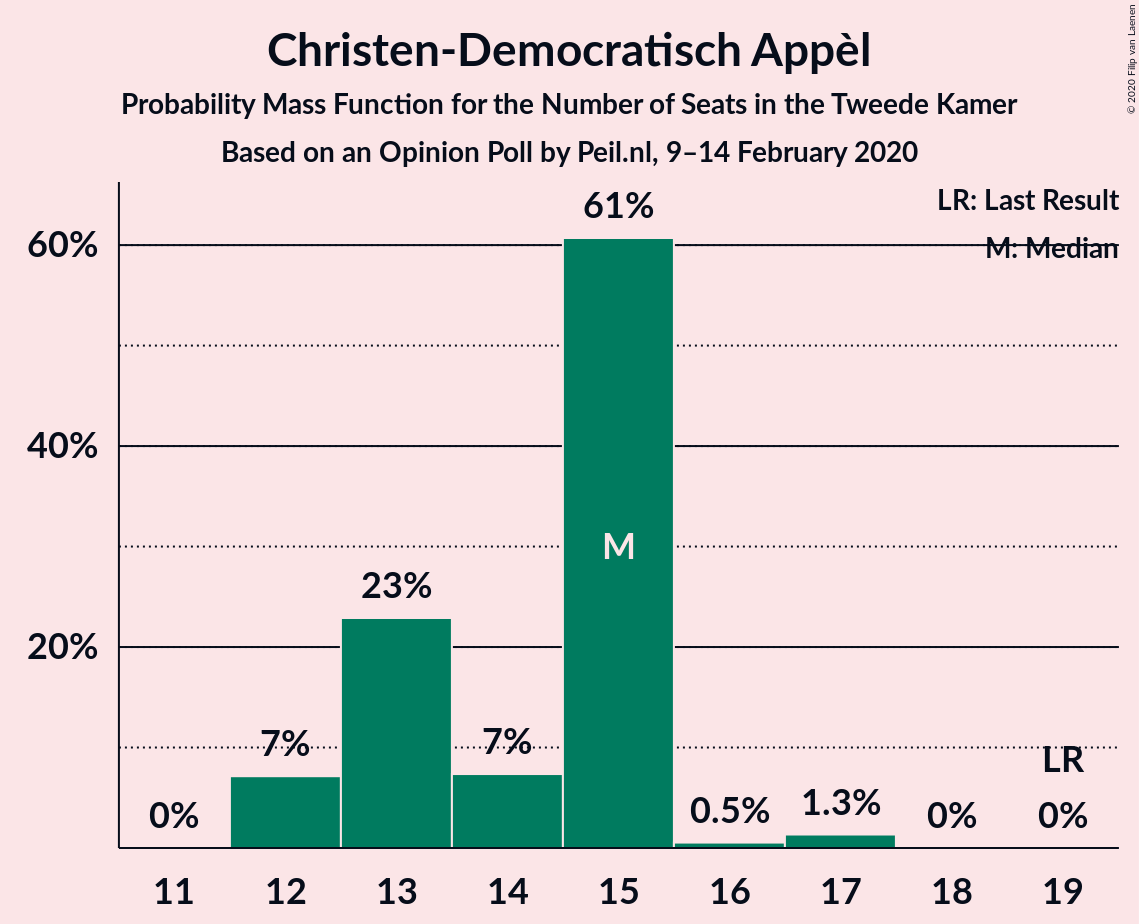 Christen-Democratisch Appèl
Probability Mass Function for the Number of Seats in the Tweede Kamer
Based on an Opinion Poll by Peil.nl, 9–14 February 2020
© 2020 Filip van Laenen
LR: Last Result
M: Median
60%
40%
20%
0%
7%
23%
7%
61%
M
0.5%
1.3%
0%
LR
0%
11 12 13 14 15 16 17 18 19